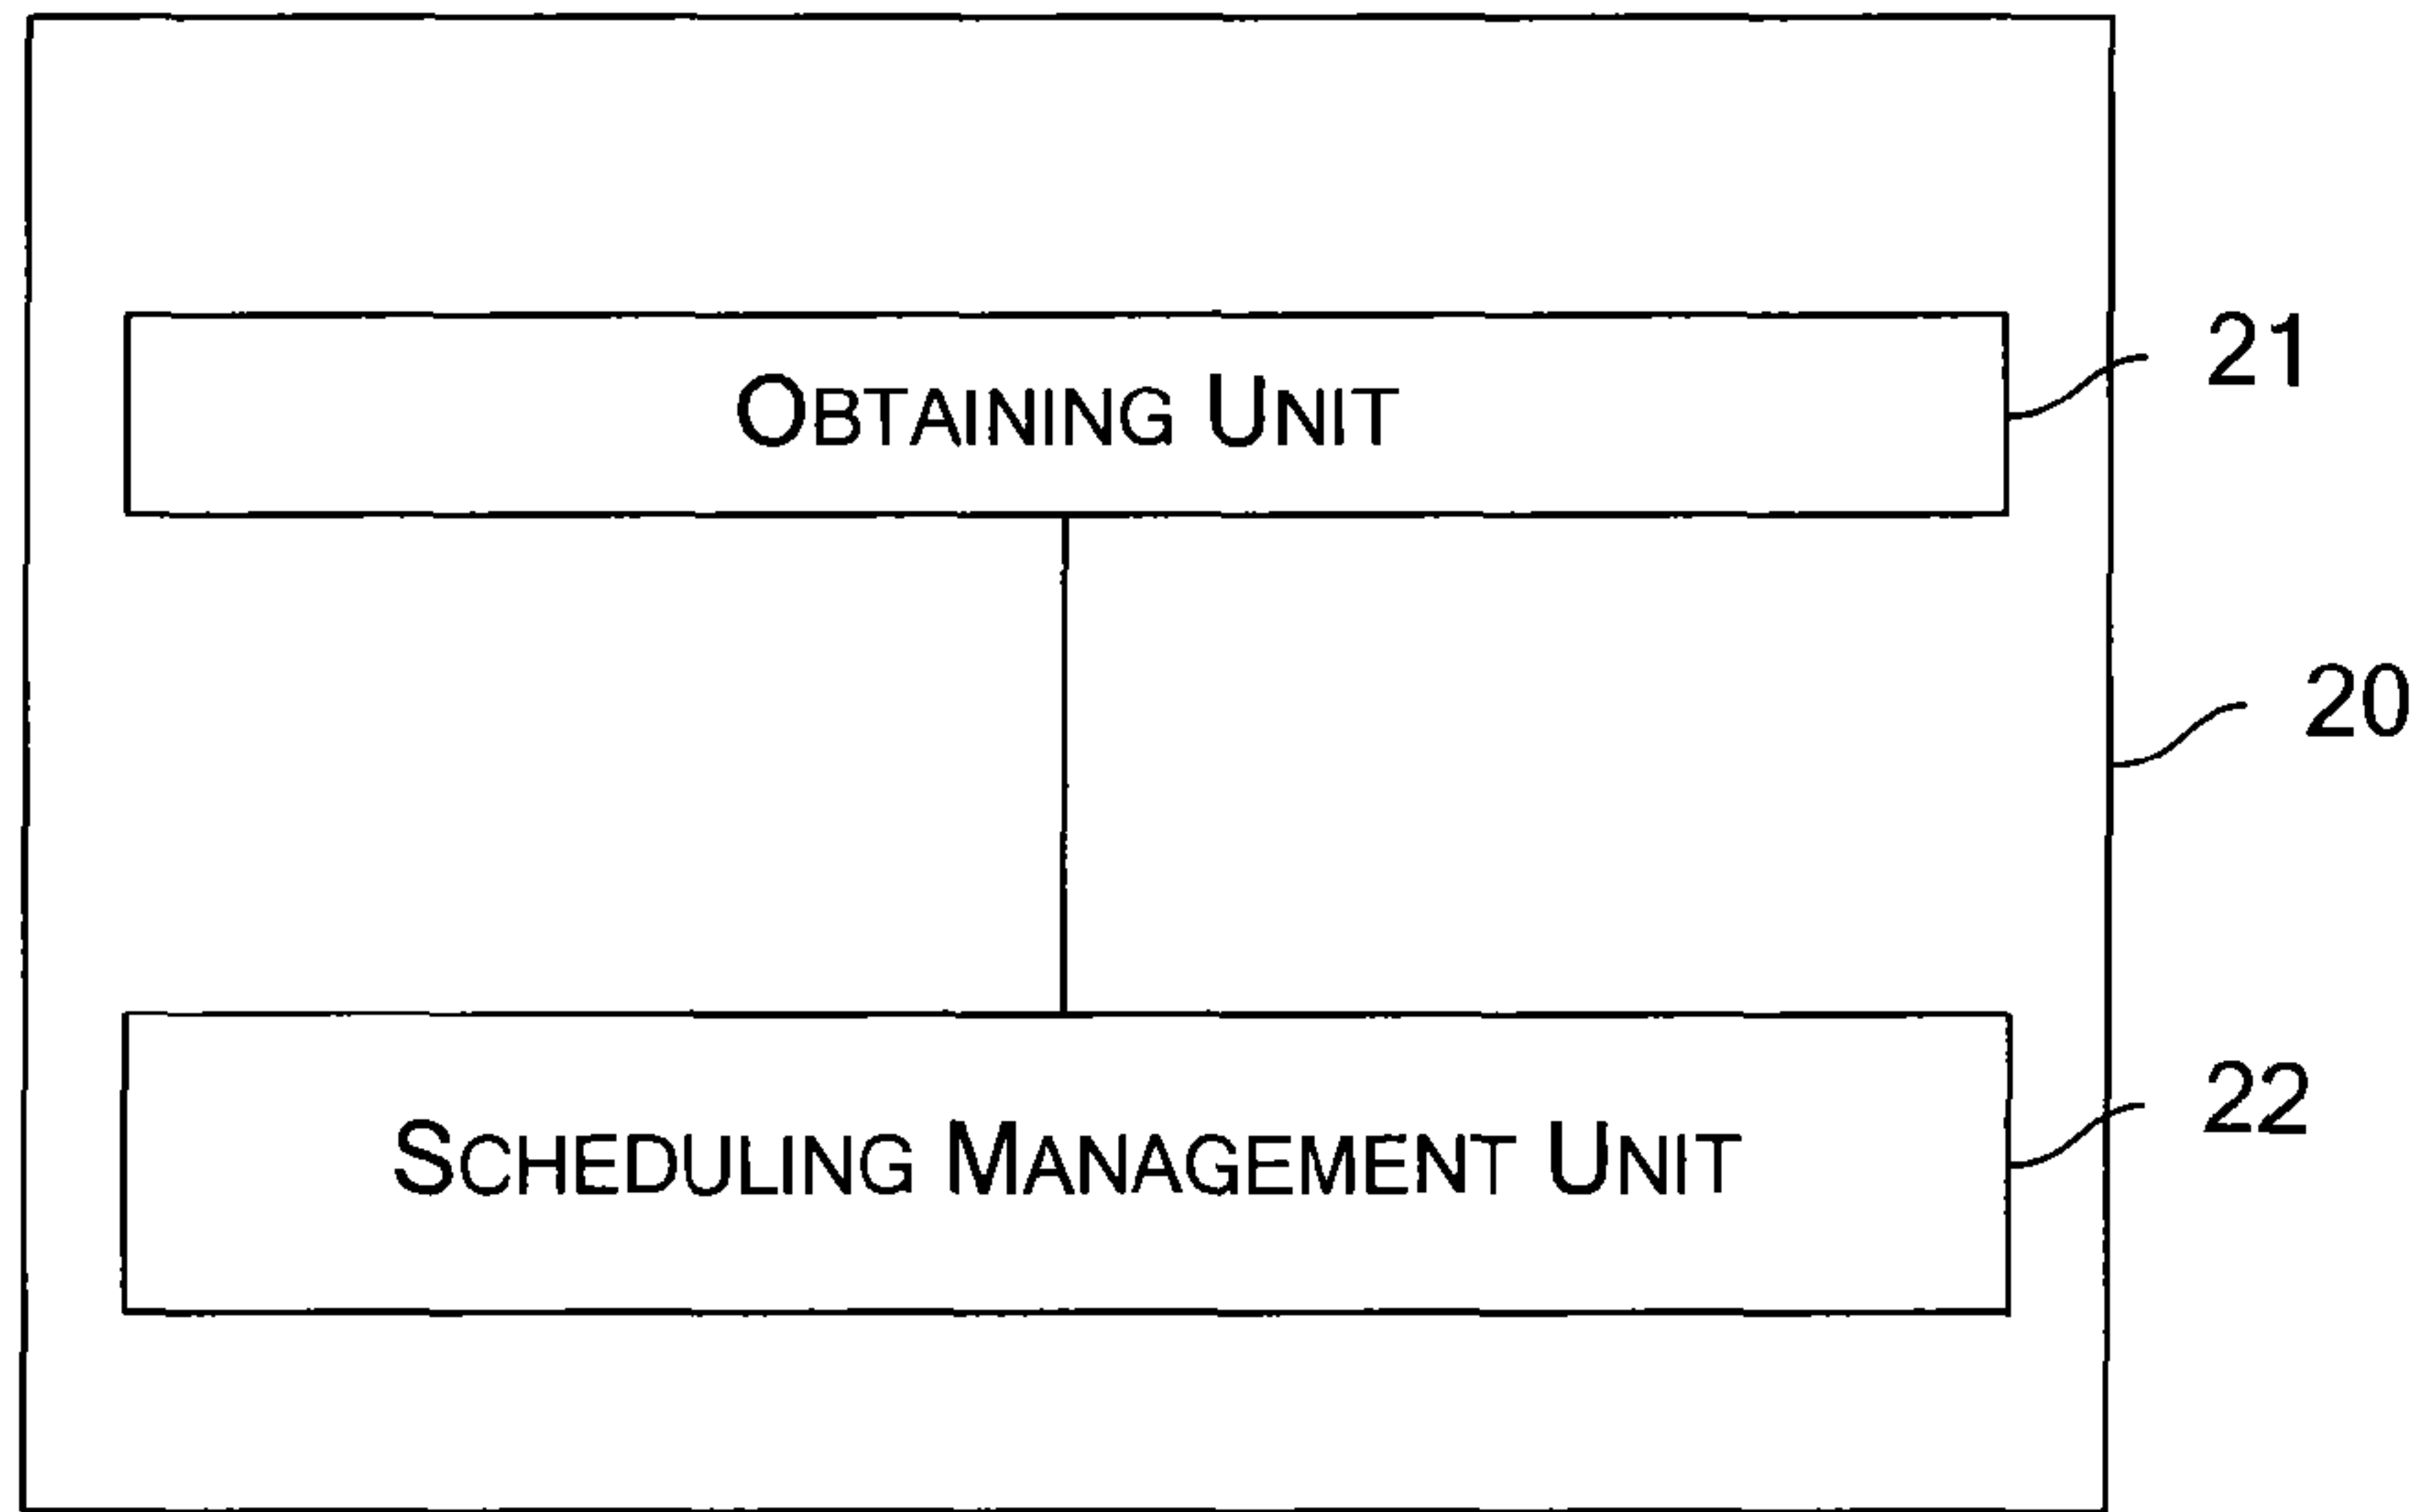 OBTAINING UNIT
21
20
SCHEDULING MANAGEMENT UNIT
22